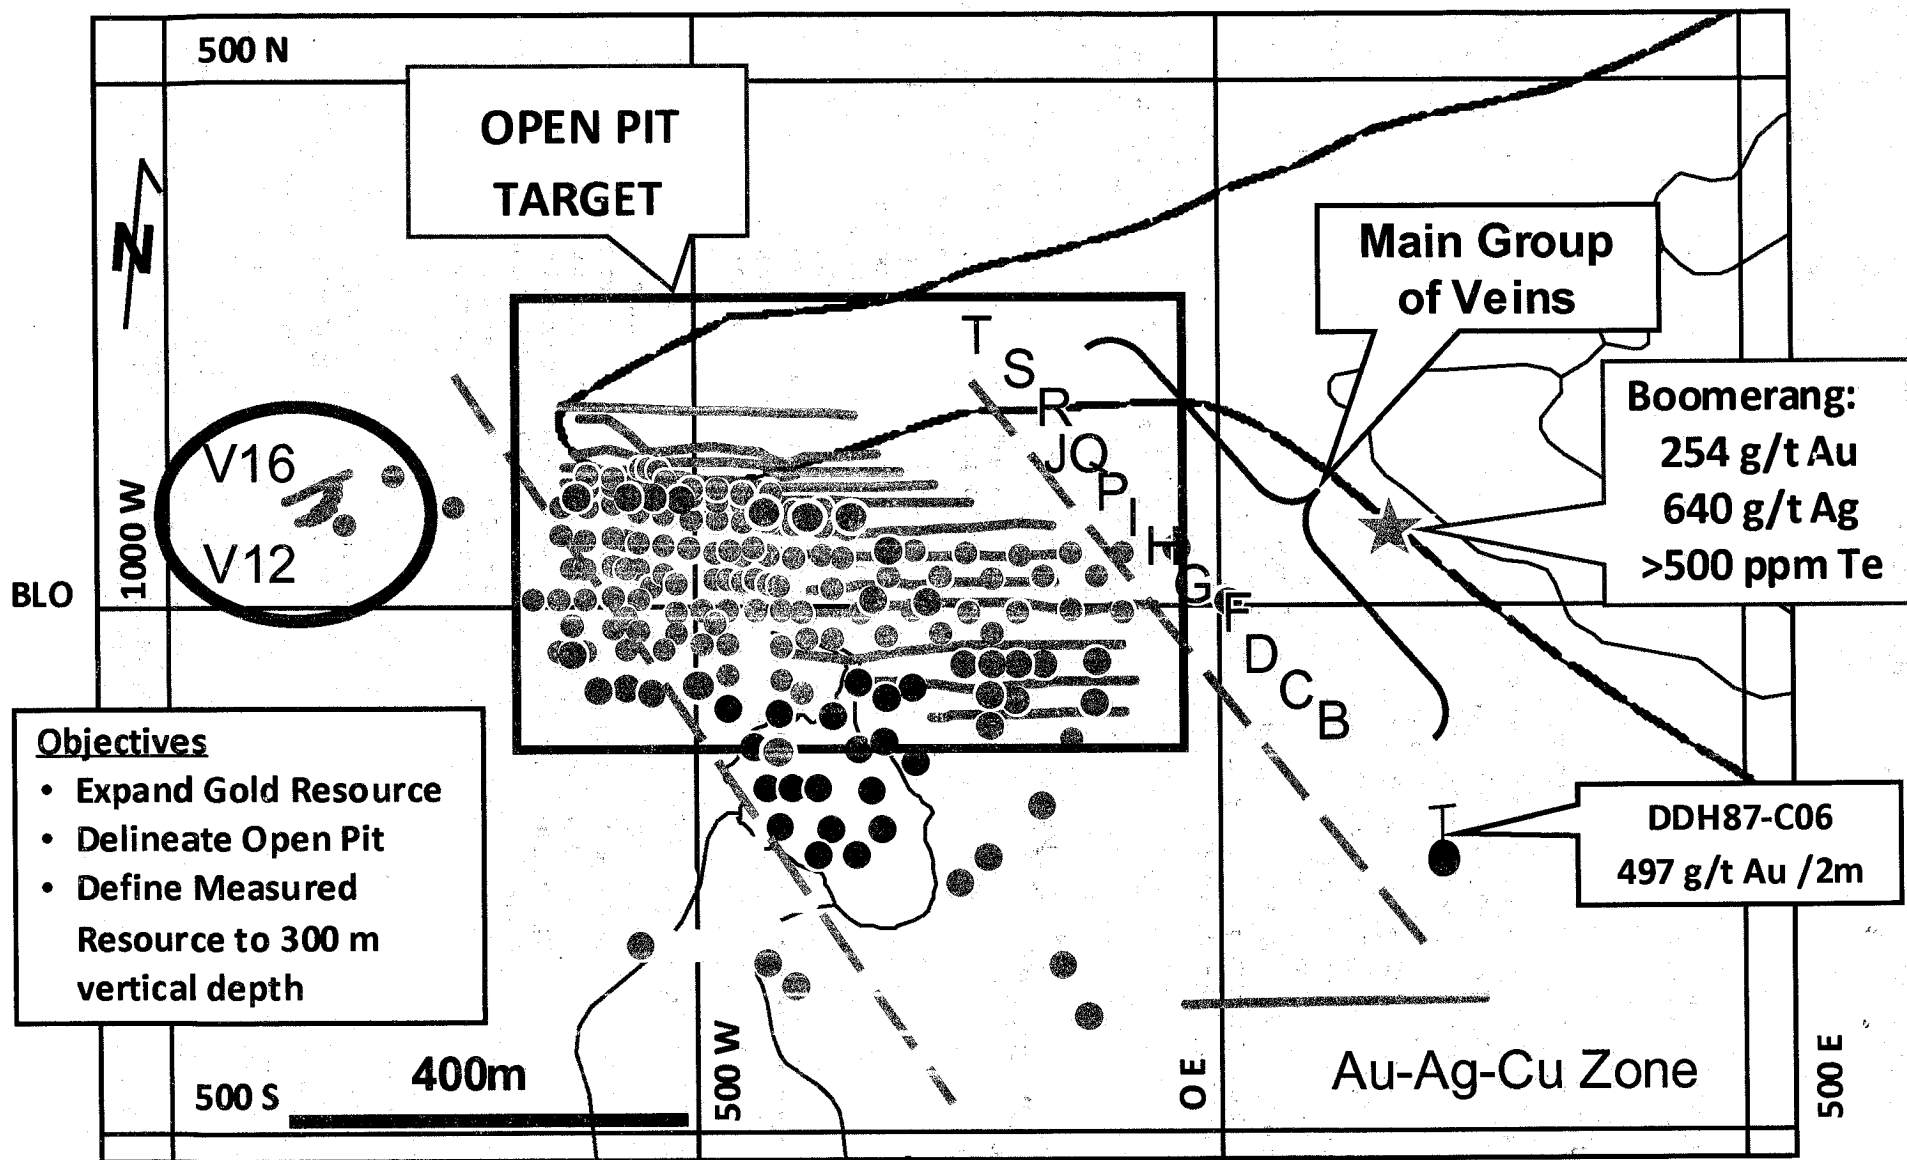 500 N
OPEN PIT
TARGET
N
Main Group
of Veins
T
S
R
JQ
P
I
H
G
F
D
C
B
Boomerang:
254 g/t Au
640 g/t Ag
>500 ppm Te
V16
V12
1000 W
BLO
Objectives
• Expand Gold Resource
• Delineate Open Pit
• Define Measured
Resource to 300 m
vertical depth
DDH87-C06
497 g/t Au /2m
400m
500 S
500 W
O E
Au-Ag-Cu Zone
500 E